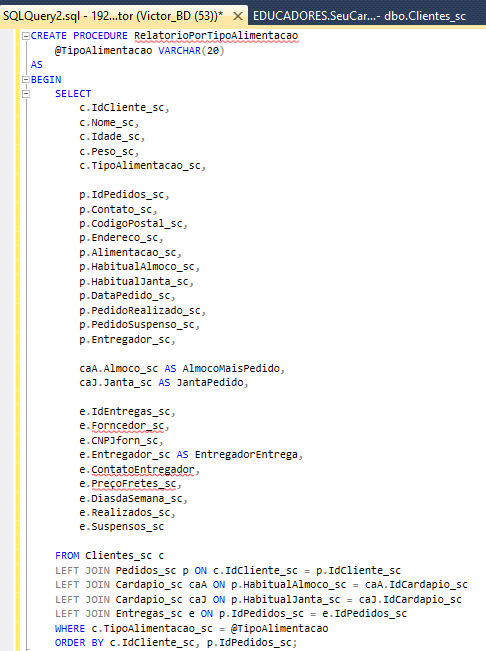 SQLQuery2.sql - 192...tor (Victor_BD (53))* EDUCADORES.SeuCar...- dbo.Clientes_sc
CREATE PROCEDURE RelatorioPorTipoAlimentacao
@TipoAlimentacao VARCHAR(20)
AS
BEGIN
SELECT
c.IdCliente_sc,
c.Nome_sc,
c.Idade_sc,
c.Peso_sc,
c.TipoAlimentacao_sc,
p.IdPedidos_sc,
p.Contato_sc,
p.CodigoPostal_sc,
p.Endereco_sc,
p.Alimentacao_sc,
p.HabitualAlmoco_sc,
p.HabitualJanta_sc,
p.DataPedido_sc,
p.PedidoRealizado_sc,
p.PedidoSuspenso_sc,
p.Entregador_sc,
caA.Almoco_sc AS AlmocoMaisPedido,
caJ.Janta_sc AS JantaPedido,
e.IdEntregas_sc,
e.Forncedor_sc,
e.CNPJforn_sc,
e.Entregador_sc AS EntregadorEntrega,
e.ContatoEntregador,
e.PreçoFretes_sc,
e.DiasdaSemana_sc,
e.Realizados_sc,
e.Suspensos_sc
FROM Clientes_sc c
LEFT JOIN Pedidos_sc p ON c.IdCliente_sc = p.IdCliente_sc
LEFT JOIN Cardapio_sc caA ON p.HabitualAlmoco_sc = caA.IdCardapio_sc
LEFT JOIN Cardapio_sc caJ ON p.HabitualJanta_sc = caJ.IdCardapio_sc
LEFT JOIN Entregas_sc e ON p.IdPedidos_sc = e.IdPedidos_sc
WHERE c.TipoAlimentacao_sc = @TipoAlimentacao
ORDER BY c.IdCliente_sc, p.IdPedidos_sc;